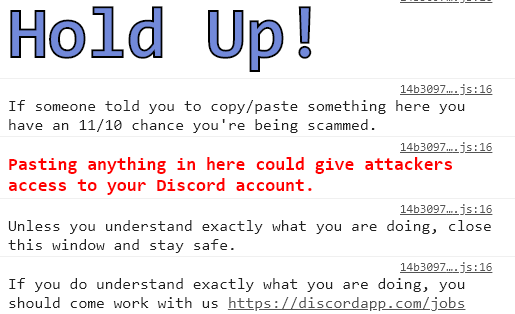 Hold Up!
14b3097….js:16
If someone told you to copy/paste something here you
have an 11/10 chance you're being scammed.
14b3097….js:16
Pasting anything in here could give attackers
access to your Discord account.
14b3097….js:16
Unless you understand exactly what you are doing, close
this window and stay safe.
14b3097….js:16
If you do understand exactly what you are doing, you
should come work with us https://discordapp.com/jobs